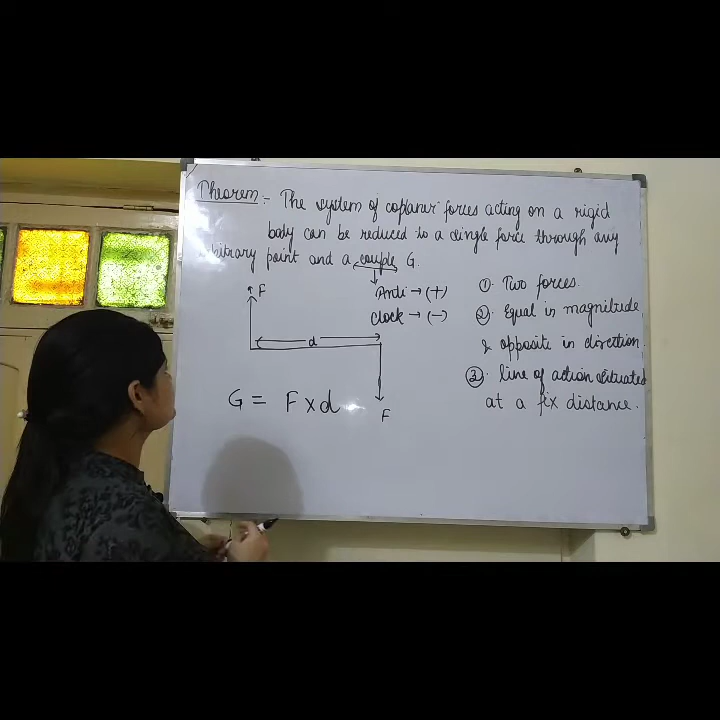 Theorem:- The system of coplaner forces acting on a rigid
body can be reduced to a single force through any
bitrary point and a couple G.
Anti → (+)
Clock → (-)
F
d
F
G = F x d
① Two forces.
② Equal in magnitude
& opposite in direction.
③ line of action situated
at a fix distance.